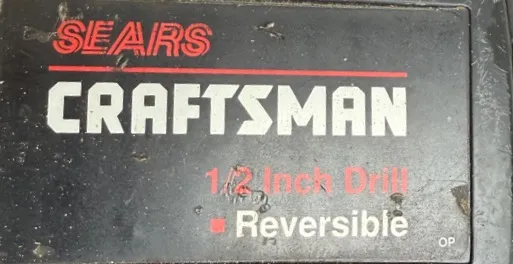 SEARS
CRAFTSMAN
1/2 Inch Drill
▪ Reversible
OP